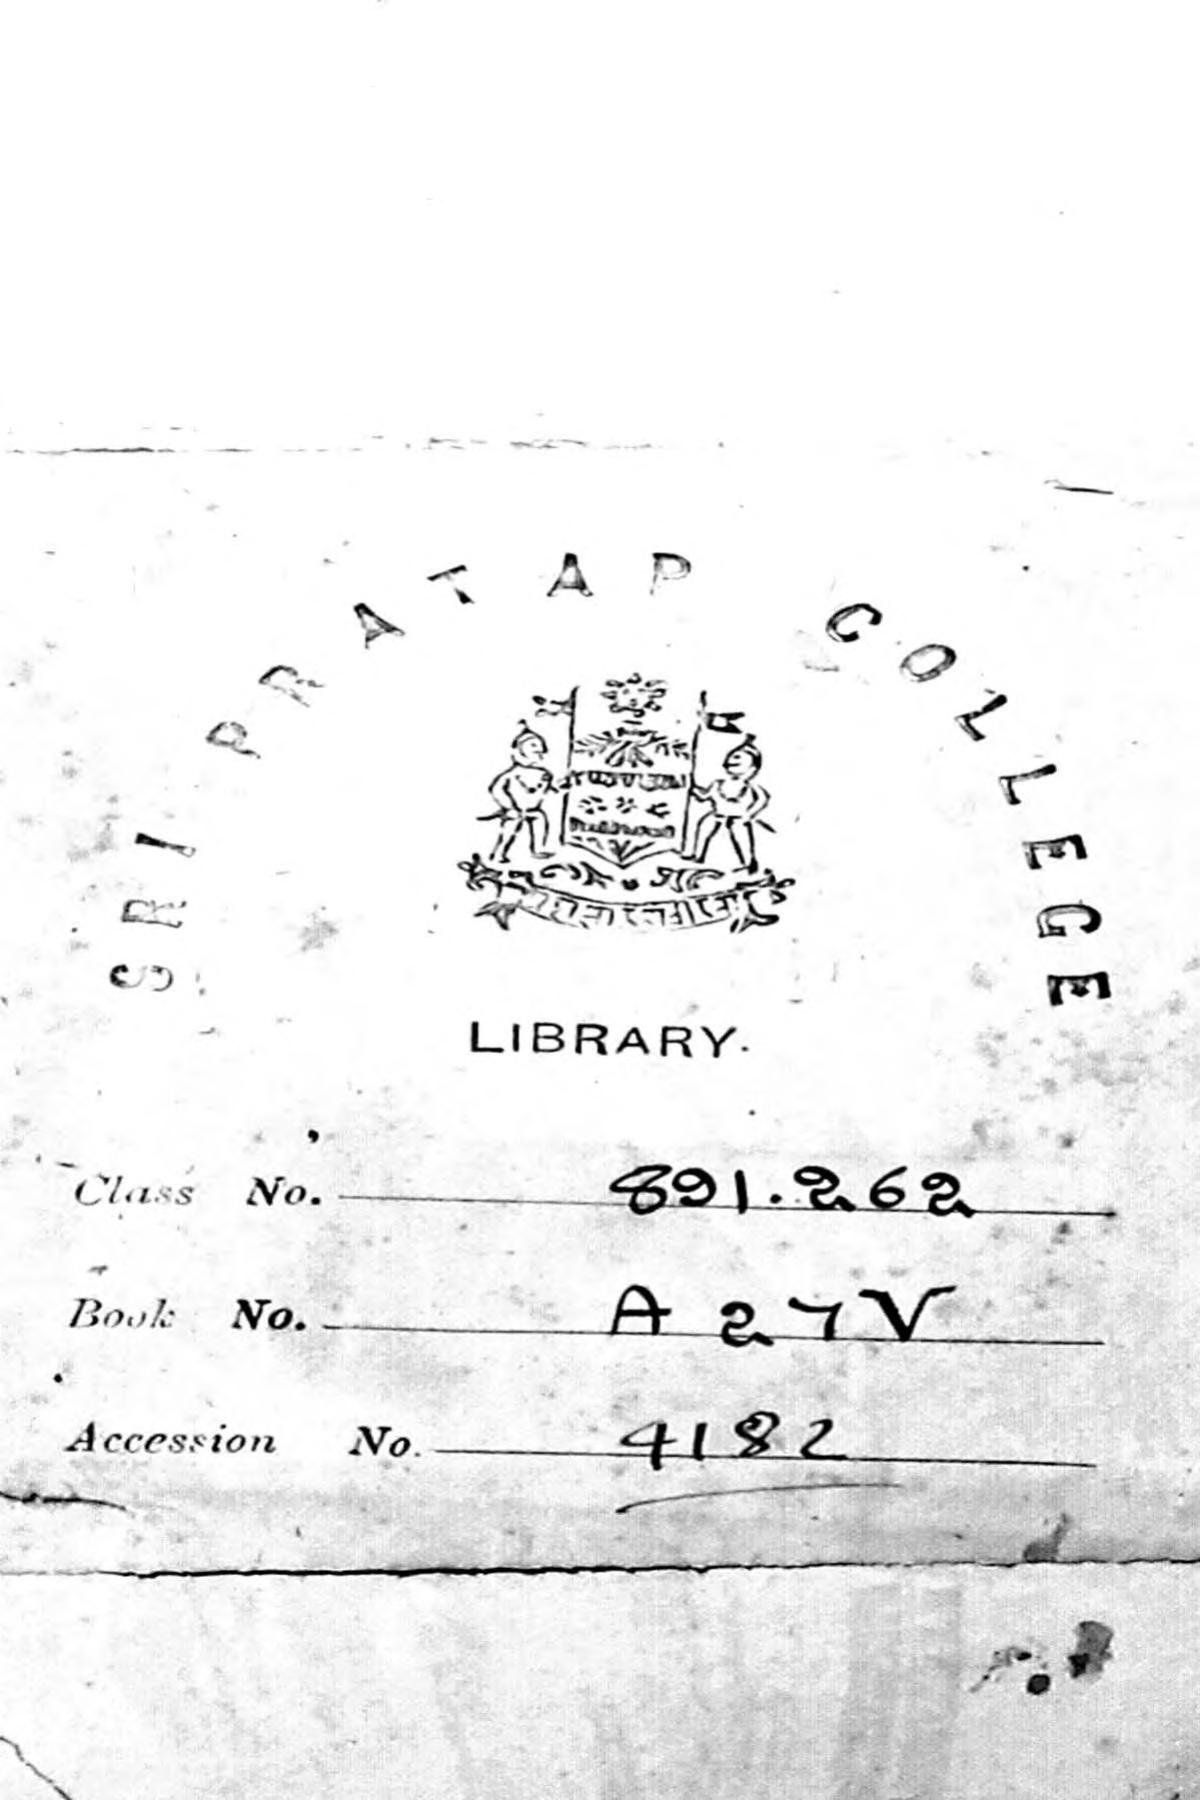 SRI PRATAP COLLEGE
LIBRARY.
Class No. 891.262
Book No. A 27V
Accession No. 4182